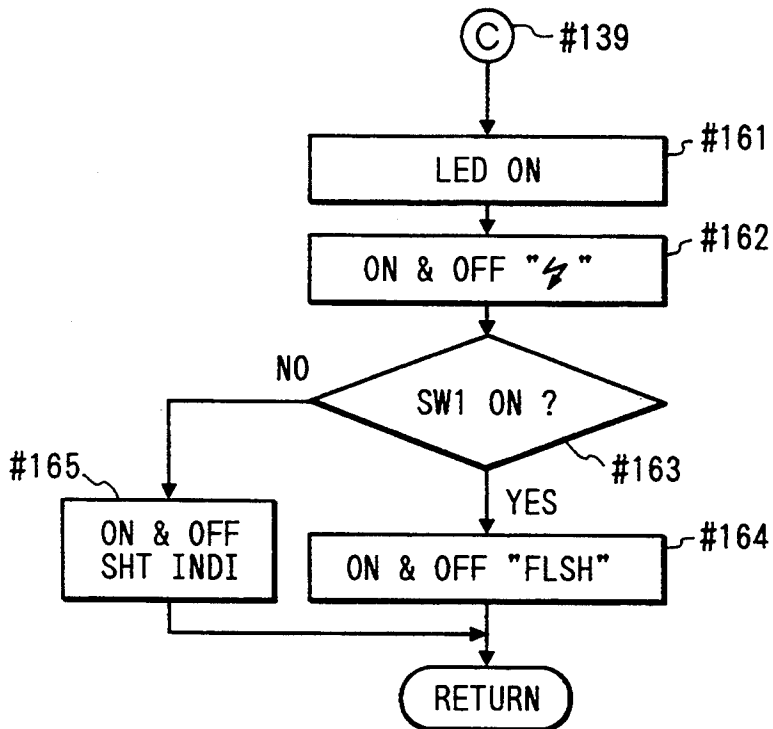 C
#139
#161
LED ON
#162
ON & OFF "↯"
NO
SW1 ON ?
#163
#165
YES
#164
ON & OFF
SHT INDI
ON & OFF "FLSH"
RETURN